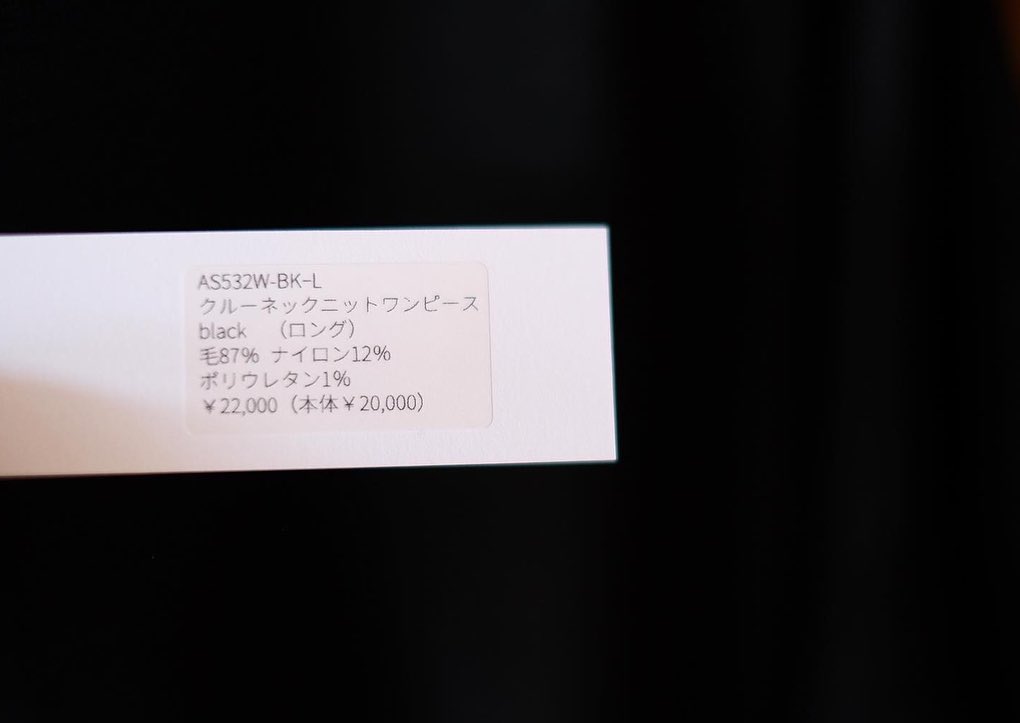 AS532W-BK-L
クルーネックニットワンピース
black （ロング）
毛87% ナイロン12%
ポリウレタン1%
￥22,000（本体￥20,000）